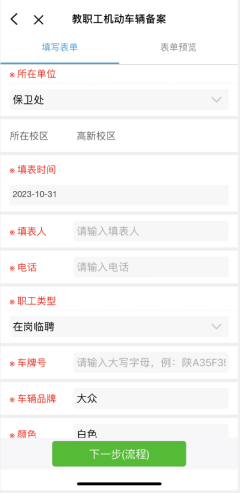 教职工机动车辆备案
填写表单 表单预览
※ 所在单位
保卫处
所在校区 高新校区
※ 填表时间
2023-10-31
※ 填表人 请输入填表人
※ 电话 请输入电话
※ 职工类型
在岗临聘
※ 车牌号 请输入大写字母，例：陕A35F35
※ 车辆品牌 大众
※ 颜色 白色
下一步(流程)